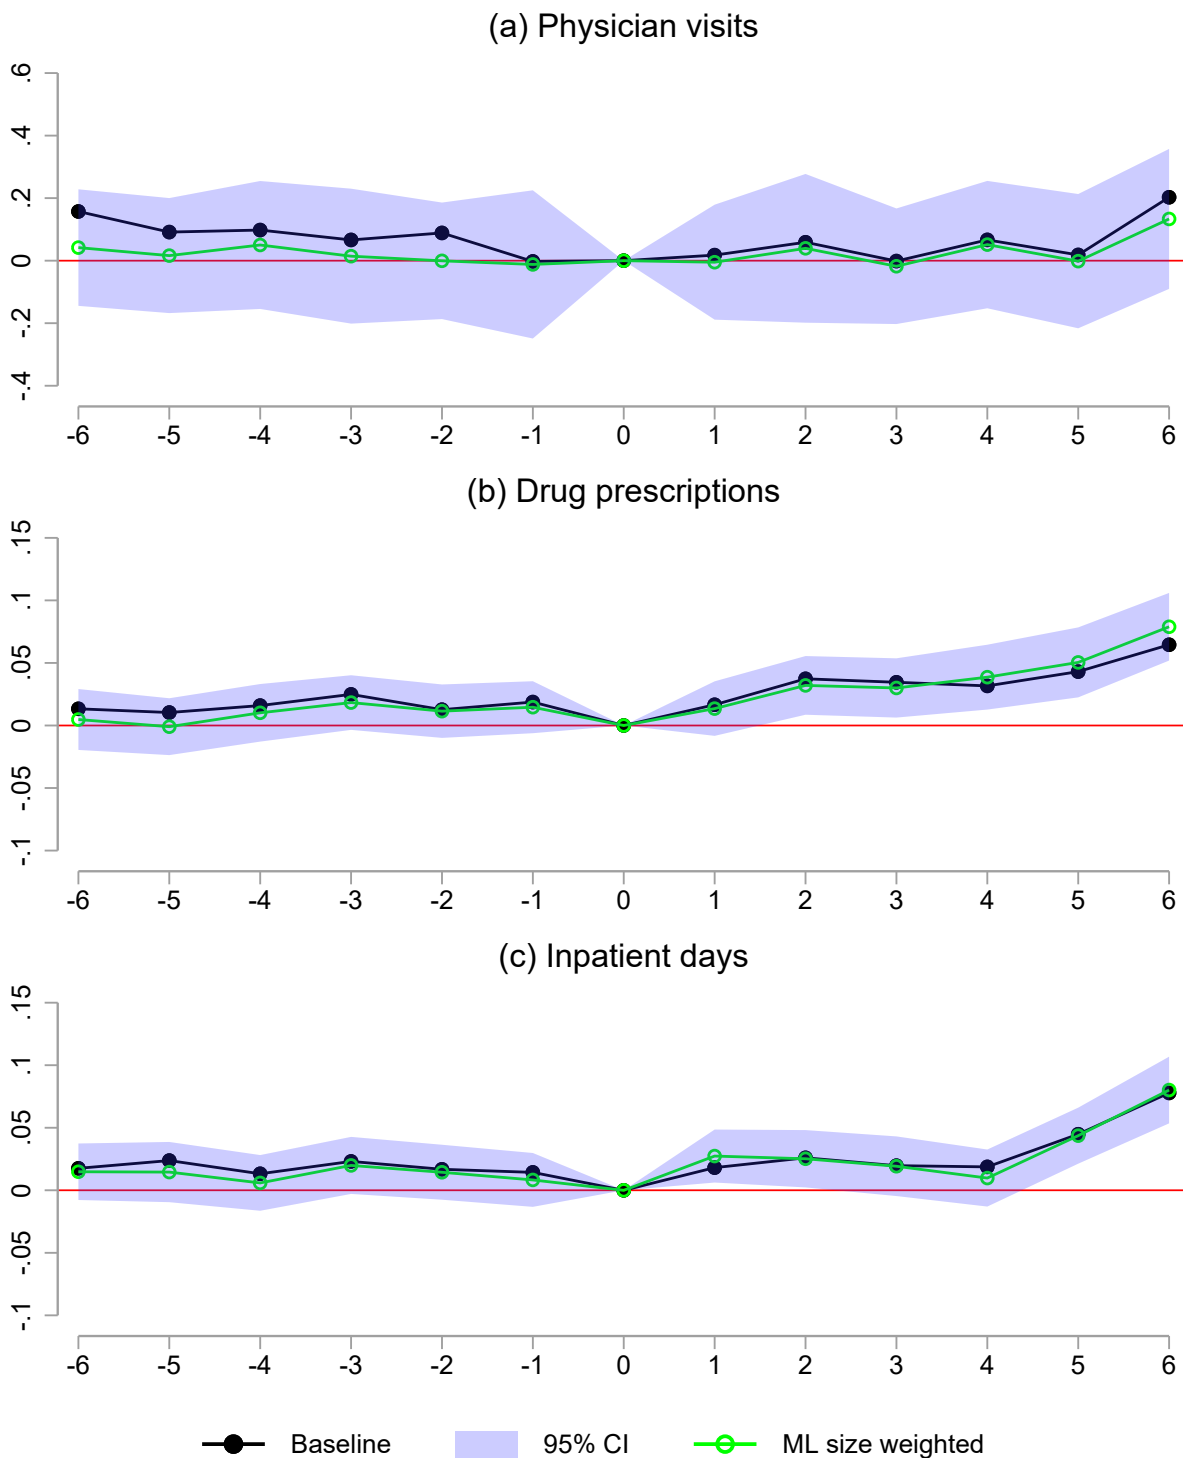 (a) Physician visits
.6
.4
.2
0
-.2
-.4
-6 -5 -4 -3 -2 -1 0 1 2 3 4 5 6
(b) Drug prescriptions
.15
.1
.05
0
-.05
-.1
-6 -5 -4 -3 -2 -1 0 1 2 3 4 5 6
(c) Inpatient days
.15
.1
.05
0
-.05
-.1
-6 -5 -4 -3 -2 -1 0 1 2 3 4 5 6
Baseline 95% CI ML size weighted